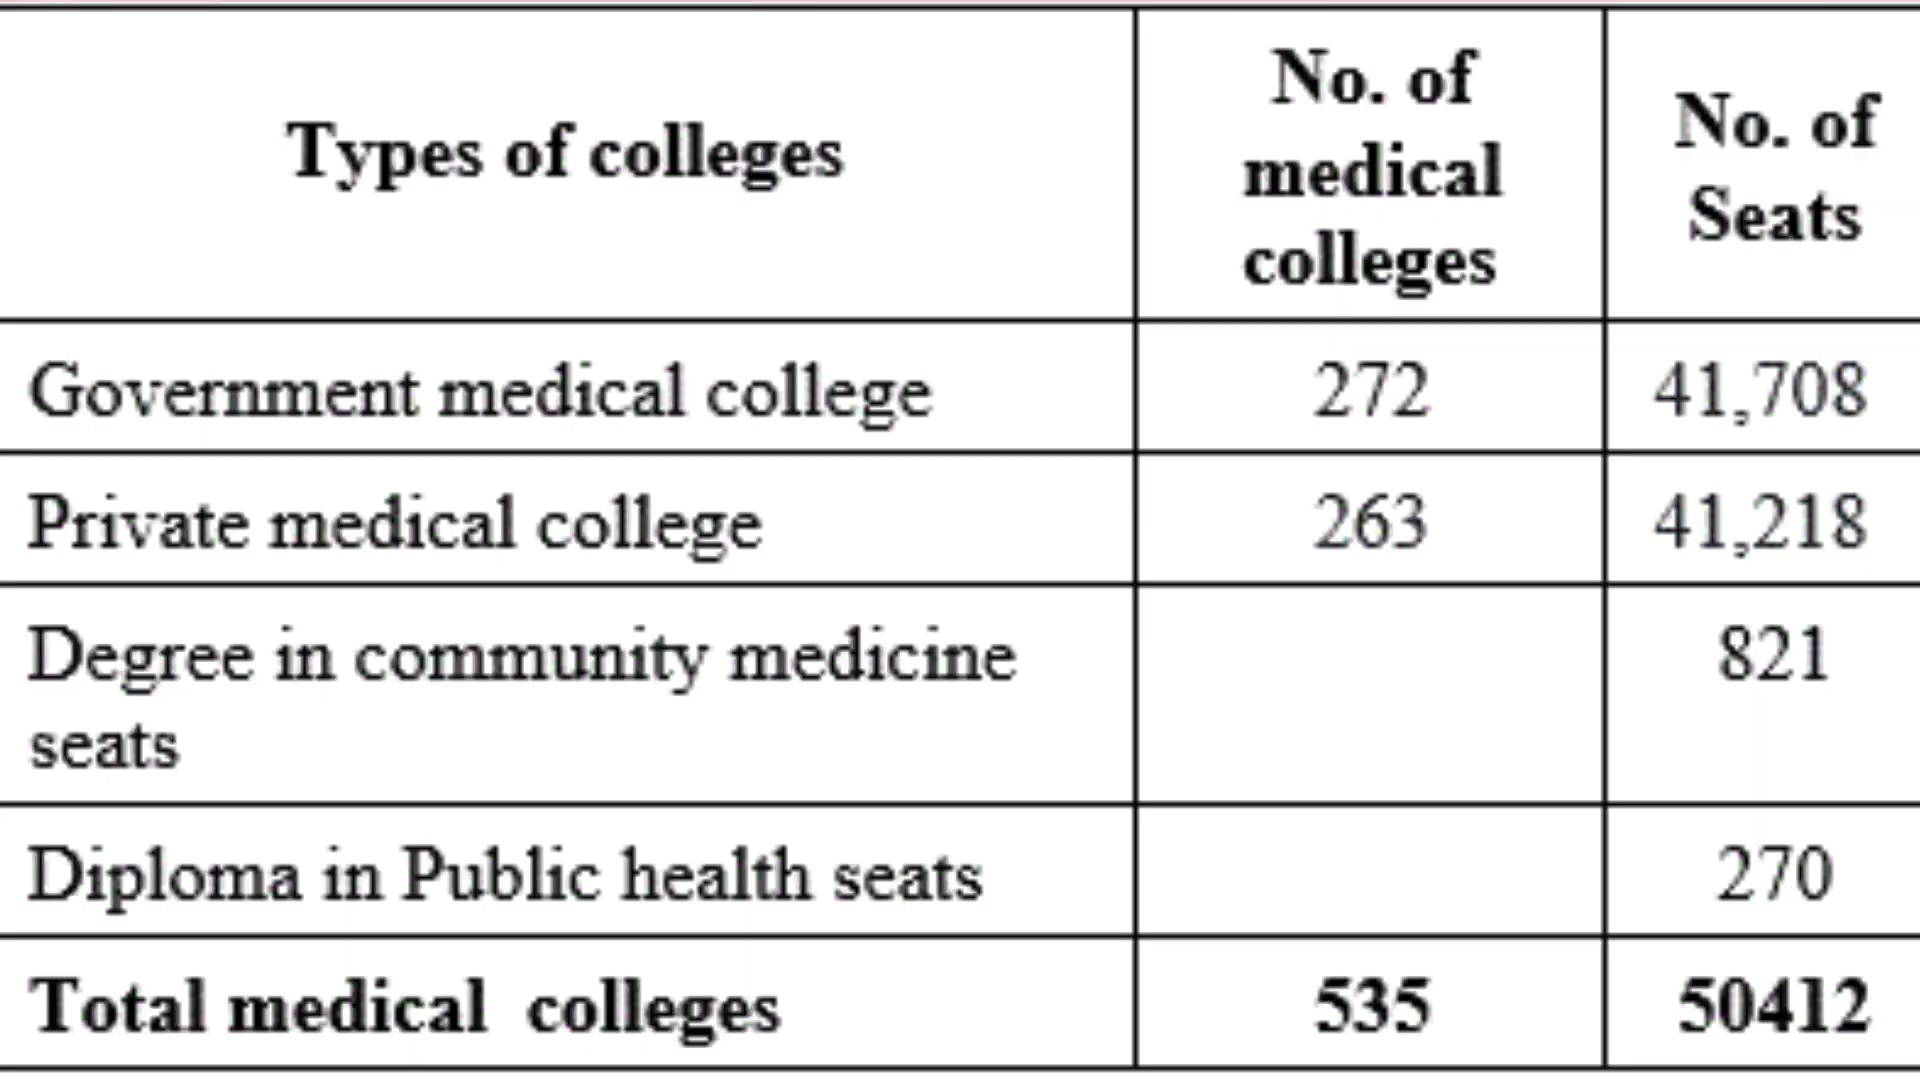 Types of colleges
No. of
medical
colleges
No. of
Seats
Government medical college 272 41,708
Private medical college 263 41,218
Degree in community medicine 821
seats
Diploma in Public health seats 270
Total medical colleges 535 50412